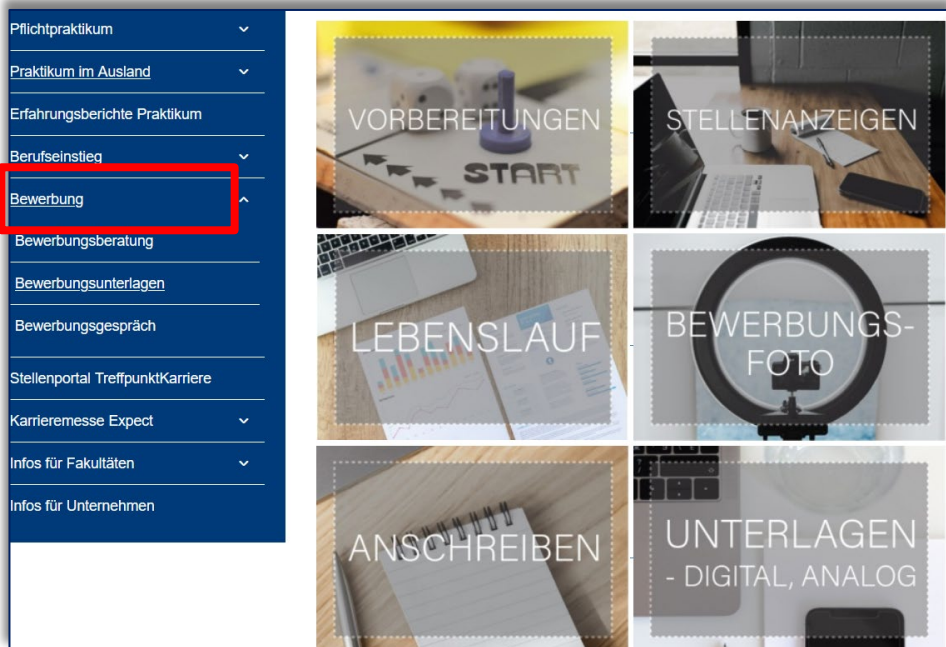 Pflichtpraktikum
Praktikum im Ausland
Erfahrungsberichte Praktikum
Berufseinstieg
Bewerbung
Bewerbungsberatung
Bewerbungsunterlagen
Bewerbungsgespräch
Stellenportal TreffpunktKarriere
Karrieremesse Expect
Infos für Fakultäten
Infos für Unternehmen
VORBEREITUNGEN
START
STELLENANZEIGEN
LEBENSLAUF
BEWERBUNGS-
FOTO
ANSCHREIBEN
UNTERLAGEN
- DIGITAL, ANALOG